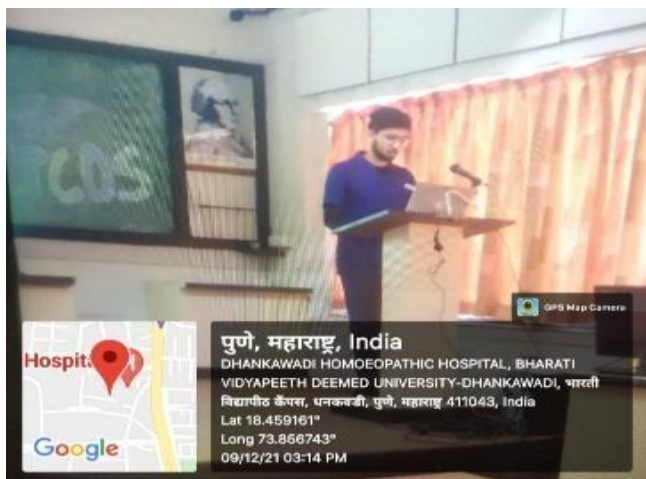 PCOS
GPS Map Camera
पुणे, महाराष्ट्र, India
DHANKAWADI HOMOEOPATHIC HOSPITAL, BHARATI
VIDYAPEETH DEEMED UNIVERSITY-DHANKAWADI, भारती
विद्यापीठ कॅंपस, धनकवडी, पुणे, महाराष्ट्र 411043, India
Lat 18.459161°
Long 73.856743°
09/12/21 03:14 PM
Hospit
Google